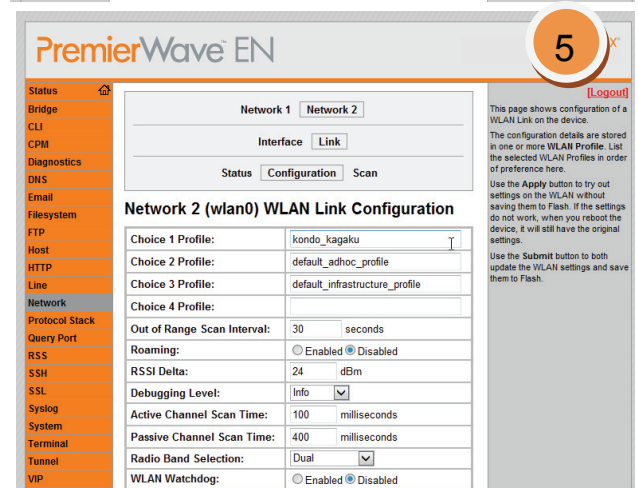 PremierWave EN
5
X
[Logout]
Status
Bridge
CLI
CPM
Diagnostics
DNS
Email
Filesystem
FTP
Host
HTTP
Line
Network
Protocol Stack
Query Port
RSS
SSH
SSL
Syslog
System
Terminal
Tunnel
VIP
Network 1 Network 2
Interface Link
Status Configuration Scan
Network 2 (wlan0) WLAN Link Configuration
Choice 1 Profile: kondo_kagaku
Choice 2 Profile: default_adhoc_profile
Choice 3 Profile: default_infrastructure_profile
Choice 4 Profile:
Out of Range Scan Interval: 30 seconds
Roaming: Enabled Disabled
RSSI Delta: 24 dBm
Debugging Level: Info
Active Channel Scan Time: 100 milliseconds
Passive Channel Scan Time: 400 milliseconds
Radio Band Selection: Dual
WLAN Watchdog: Enabled Disabled
This page shows configuration of a
WLAN Link on the device.
The configuration details are stored
in one or more WLAN Profile. List
the selected WLAN Profiles in order
of preference here.
Use the Apply button to try out
settings on the WLAN without
saving them to Flash. If the settings
do not work, when you reboot the
device, it will still have the original
settings.
Use the Submit button to both
update the WLAN settings and save
them to Flash.